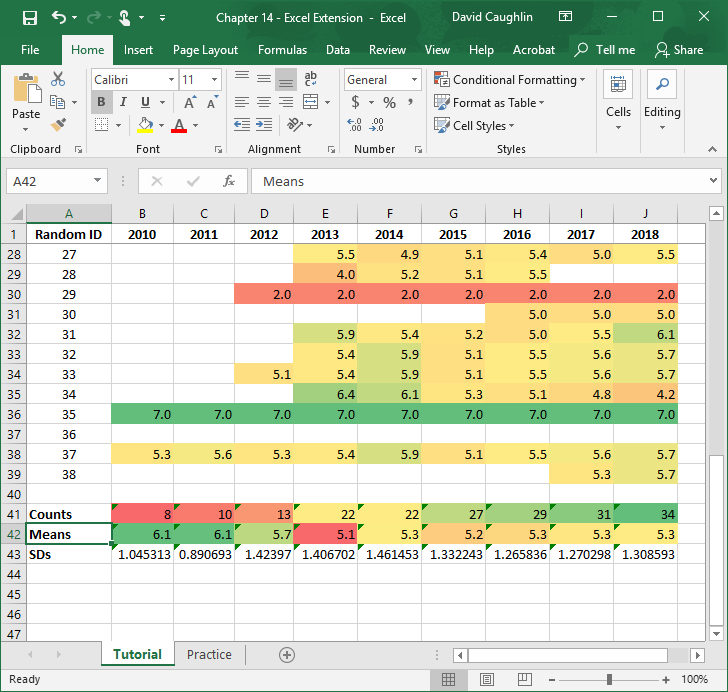 Chapter 14 - Excel Extension - Excel David Caughlin
File Home Insert Page Layout Formulas Data Review View Help Acrobat Tell me Share
Paste
Calibri 11
B I U A A
A
ab
c
General
$ % ,
.00 .0
.0 .00
Conditional Formatting
Format as Table
Cell Styles
Cells
Editing
Clipboard Font Alignment Number Styles
A42 fx Means
A B C D E F G H I J
1 Random ID 2010 2011 2012 2013 2014 2015 2016 2017 2018
28 27 5.5 4.9 5.1 5.4 5.0 5.5
29 28 4.0 5.2 5.1 5.5
30 29 2.0 2.0 2.0 2.0 2.0 2.0 2.0
31 30 5.0 5.0 5.0
32 31 5.9 5.4 5.2 5.0 5.5 6.1
33 32 5.4 5.9 5.1 5.5 5.6 5.7
34 33 5.1 5.4 5.9 5.1 5.5 5.6 5.7
35 34 6.4 6.1 5.3 5.1 4.8 4.2
36 35 7.0 7.0 7.0 7.0 7.0 7.0 7.0 7.0 7.0
37 36
38 37 5.3 5.6 5.3 5.4 5.9 5.1 5.5 5.6 5.7
39 38 5.3 5.7
40
41 Counts 8 10 13 22 22 27 29 31 34
42 Means 6.1 6.1 5.7 5.1 5.3 5.2 5.3 5.3 5.3
43 SDs 1.045313 0.890693 1.42397 1.406702 1.461453 1.332243 1.265836 1.270298 1.308593
44
45
46
47
Tutorial Practice
Ready 100%